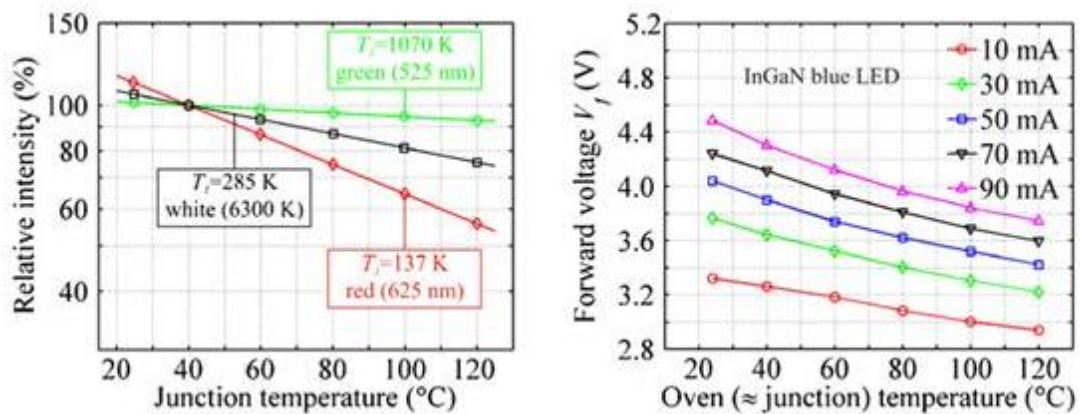 150
100
80
60
40
Relative intensity (%)
T₁=1070 K
green (525 nm)
T₁=285 K
white (6300 K)
T₁=137 K
red (625 nm)
20 40 60 80 100 120
Junction temperature (°C)
5.2
4.8
4.4
4.0
3.6
3.2
2.8
Forward voltage V_f (V)
InGaN blue LED
10 mA
30 mA
50 mA
70 mA
90 mA
20 40 60 80 100 120
Oven (≈ junction) temperature (°C)